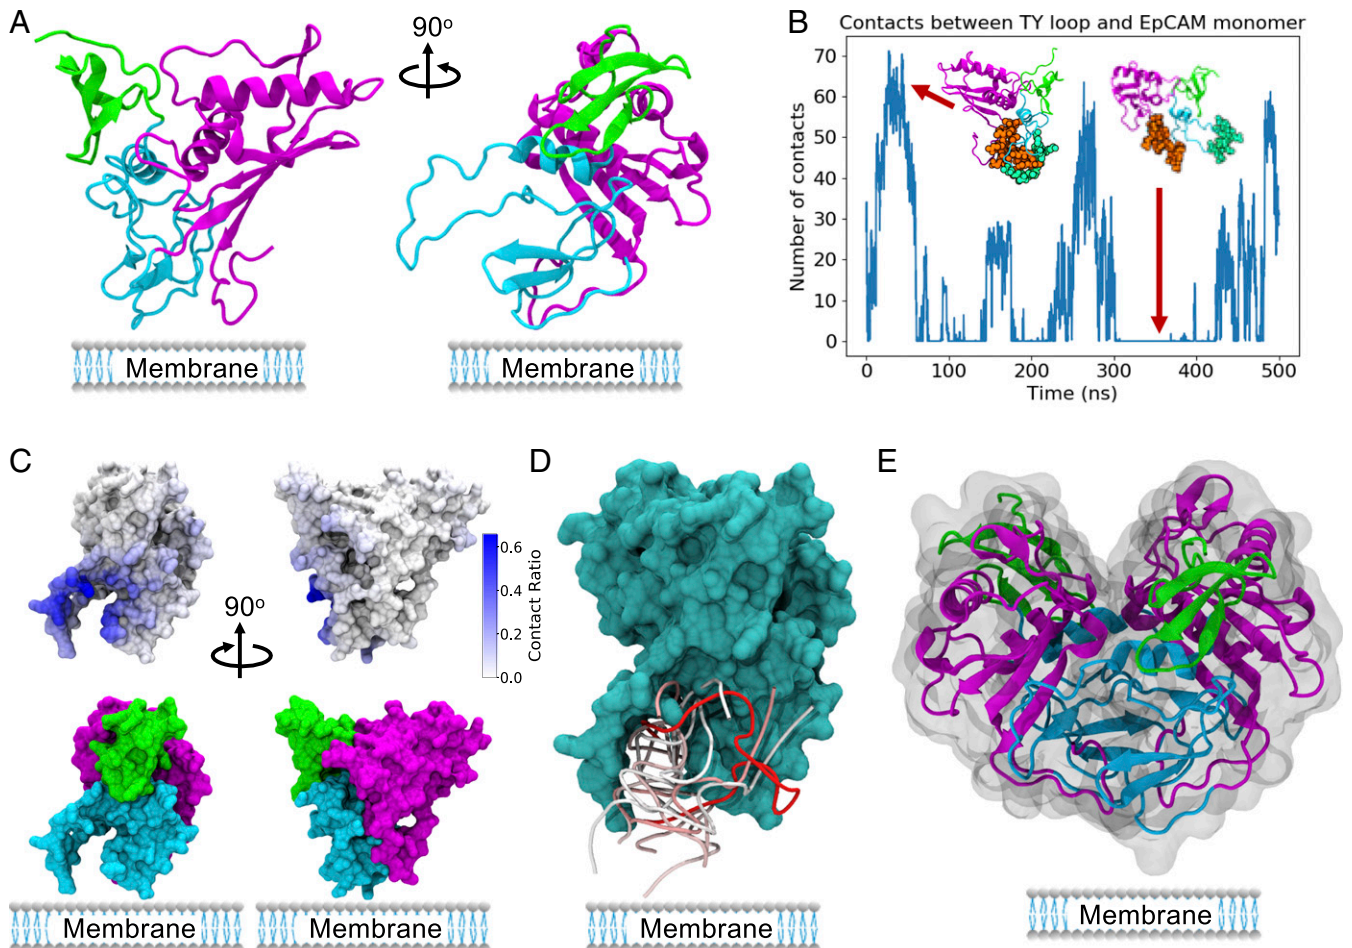 A
90°
Membrane
Membrane
B
Contacts between TY loop and EpCAM monomer
70
60
50
40
30
20
10
0
Number of contacts
0 100 200 300 400 500
Time (ns)
C
90°
0.6
0.4
0.2
0.0
Contact Ratio
Membrane
Membrane
D
Membrane
E
Membrane